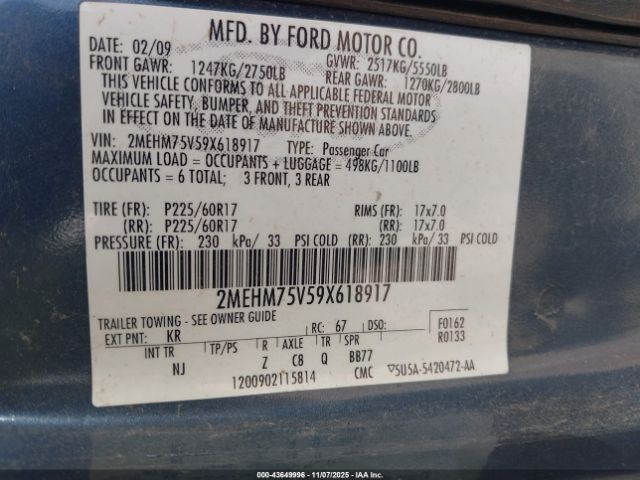 MFD. BY FORD MOTOR CO.
DATE: 02/09 GVWR: 2517KG/5550LB
FRONT GAWR: 1247KG/2750LB REAR GAWR: 1270KG/2800LB
THIS VEHICLE CONFORMS TO ALL APPLICABLE FEDERAL MOTOR
VEHICLE SAFETY, BUMPER, AND THEFT PREVENTION STANDARDS
IN EFFECT ON THE DATE OF MANUFACTURE SHOWN ABOVE.
VIN: 2MEHM75V59X618917 TYPE: Passenger Car
MAXIMUM LOAD = OCCUPANTS + LUGGAGE = 498KG/1100LB
OCCUPANTS = 6 TOTAL; 3 FRONT, 3 REAR
TIRE (FR): P225/60R17 RIMS (FR): 17x7.0
(RR): P225/60R17 (RR): 17x7.0
PRESSURE (FR): 230 kPa/ 33 PSI COLD (RR): 230 kPa/ 33 PSI COLD
2MEHM75V59X618917
TRAILER TOWING - SEE OWNER GUIDE
EXT PNT: KR RC: 67 DSO: F0162
R0133
INT TR TP/PS R AXLE TR SPR
NJ Z C8 Q BB77
1200902115814 CMC 5U5A-5420472-AA
000-43649996 - 11/07/2025 - IAAI.COM